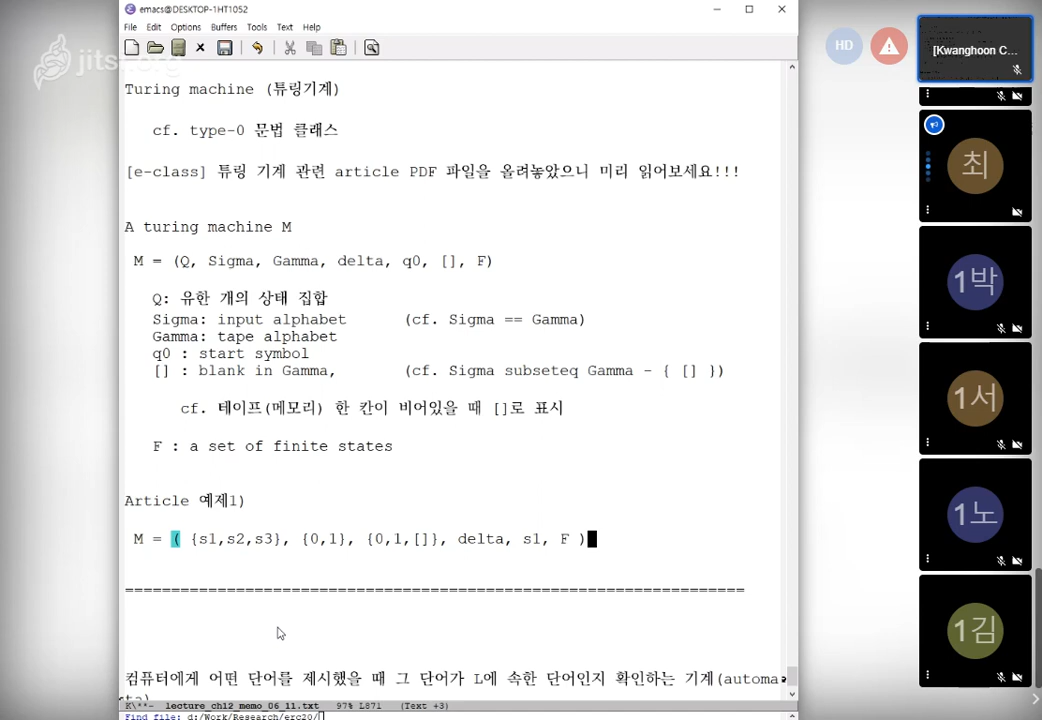 emacs@DESKTOP-1HT1052
File Edit Options Buffers Tools Text Help
jitsi.org
Turing machine (튜링기계)
cf. type-0 문법 클래스
[e-class] 튜링 기계 관련 article PDF 파일을 올려놓았으니 미리 읽어보세요!!!
A turing machine M
M = (Q, Sigma, Gamma, delta, q0, [], F)
Q: 유한 개의 상태 집합
Sigma: input alphabet (cf. Sigma == Gamma)
Gamma: tape alphabet
q0 : start symbol
[] : blank in Gamma, (cf. Sigma subseteq Gamma - { [] })
cf. 테이프(메모리) 한 칸이 비어있을 때 []로 표시
F : a set of finite states
Article 예제1)
M = ( {s1,s2,s3}, {0,1}, {0,1,[]}, delta, s1, F )
=================================================================== 
컴퓨터에게 어떤 단어를 제시했을 때 그 단어가 L에 속한 단어인지 확인하는 기계(automa
ta)
K\**- lecture_ch12_memo_06_11.txt 97% L871 (Text +3)
Find file: d:/Work/Research/erc20/
HD
[Kwanghoon C...
최
1박
1서
1노
1김